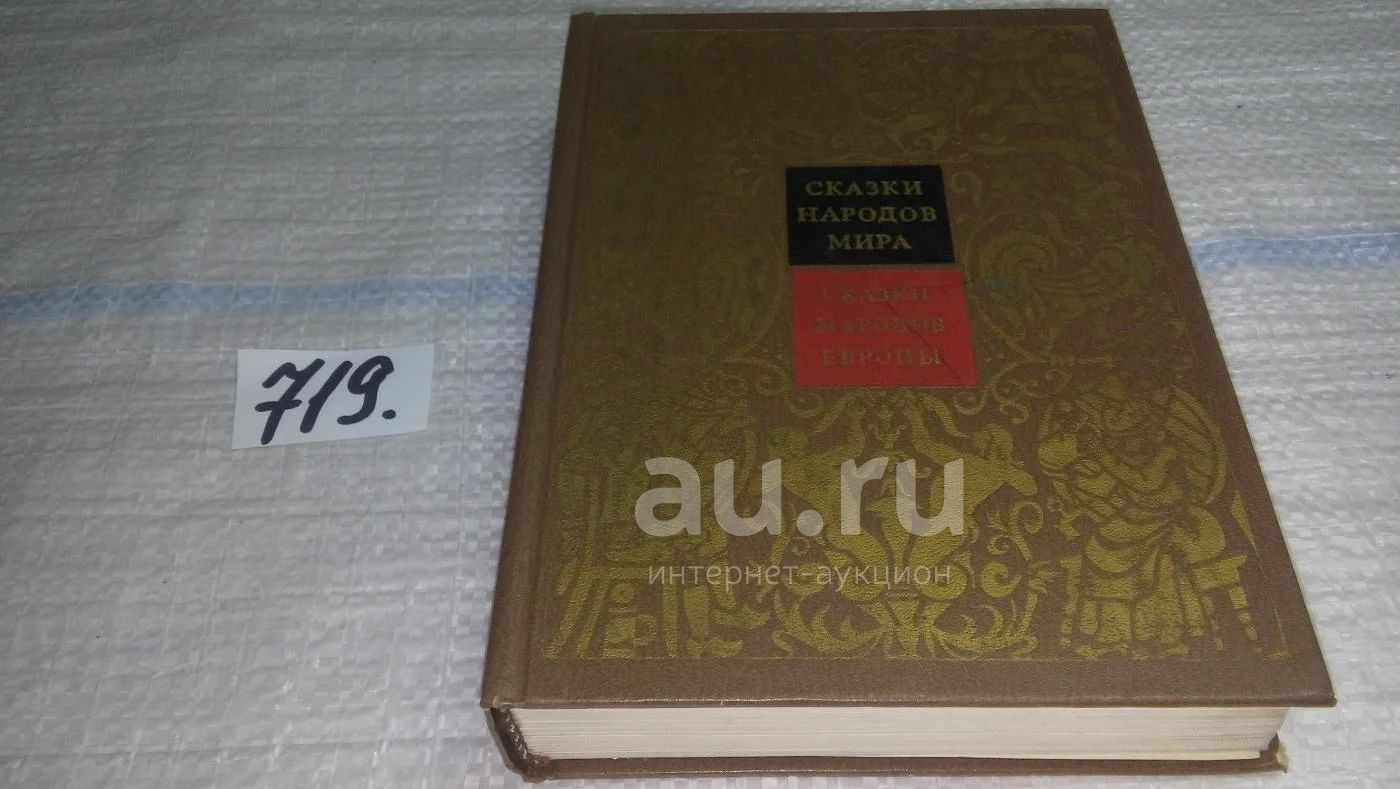 СКАЗКИ
НАРОДОВ
МИРА
СКАЗКИ
НАРОДОВ
ЕВРОПЫ
719.
au.ru
интернет-аукцион